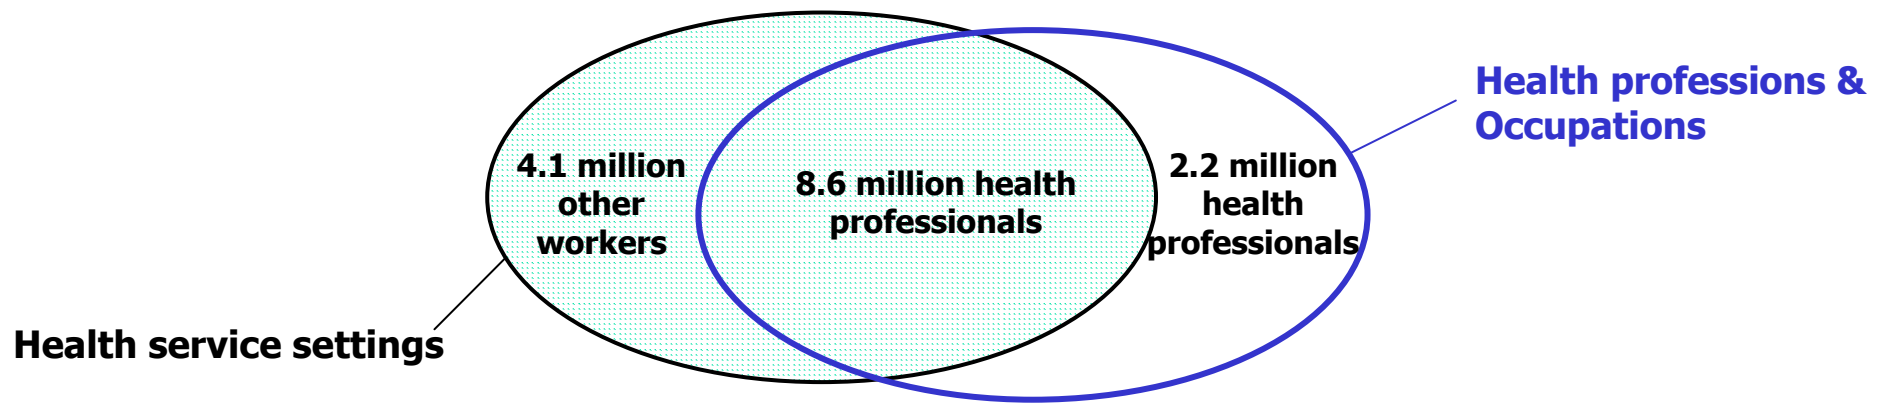 Health professions &
Occupations
4.1 million
other
workers
8.6 million health
professionals
2.2 million
health
professionals
Health service settings